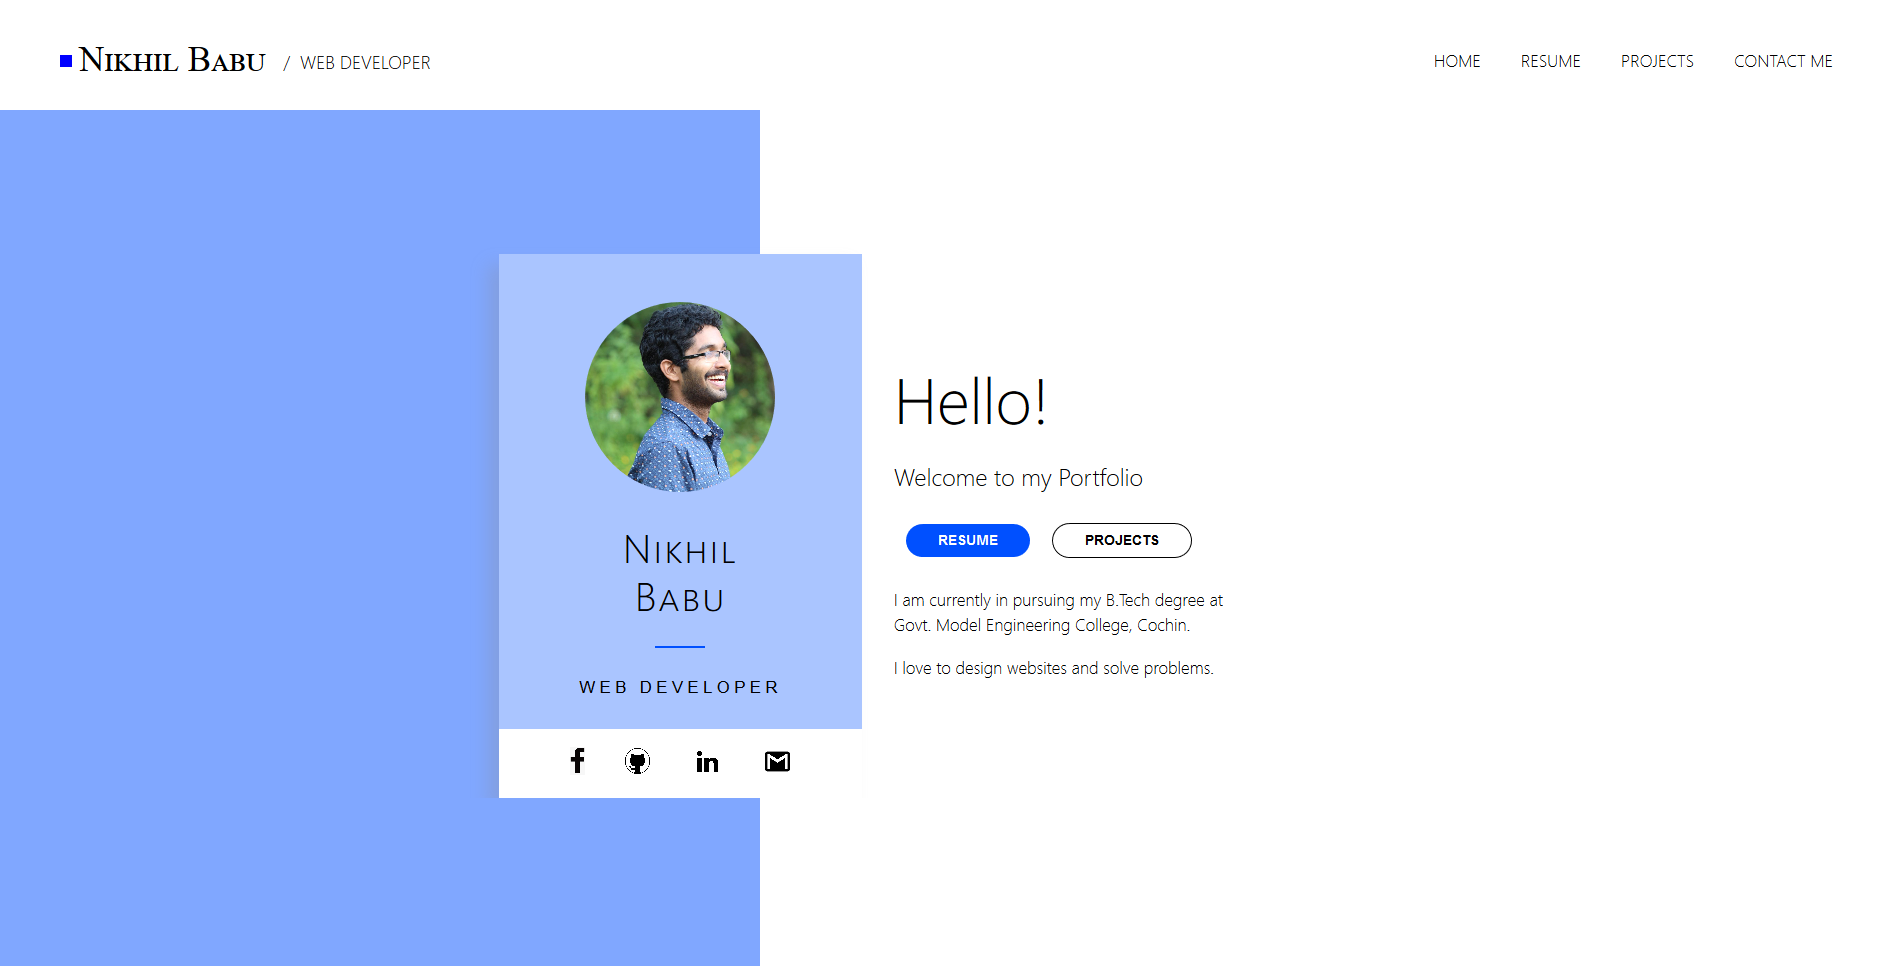 Nikhil Babu / WEB DEVELOPER
HOME RESUME PROJECTS CONTACT ME
Nikhil
Babu
WEB DEVELOPER
Hello!
Welcome to my Portfolio
RESUME PROJECTS
I am currently in pursuing my B.Tech degree at
Govt. Model Engineering College, Cochin.
I love to design websites and solve problems.